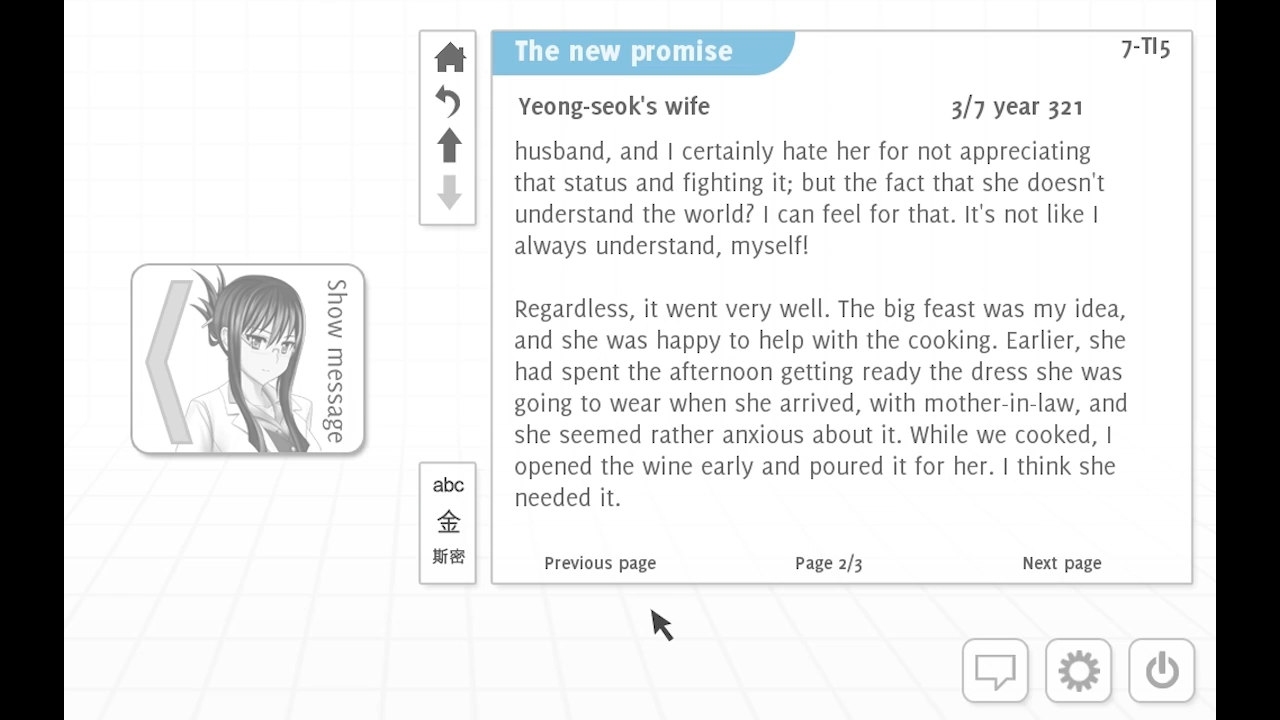 The new promise
7-TI5
Yeong-seok's wife
3/7 year 321
husband, and I certainly hate her for not appreciating
that status and fighting it; but the fact that she doesn't
understand the world? I can feel for that. It's not like I
always understand, myself!
Regardless, it went very well. The big feast was my idea,
and she was happy to help with the cooking. Earlier, she
had spent the afternoon getting ready the dress she was
going to wear when she arrived, with mother-in-law, and
she seemed rather anxious about it. While we cooked, I
opened the wine early and poured it for her. I think she
needed it.
Previous page
Page 2/3
Next page
Show message
abc
金
斯密